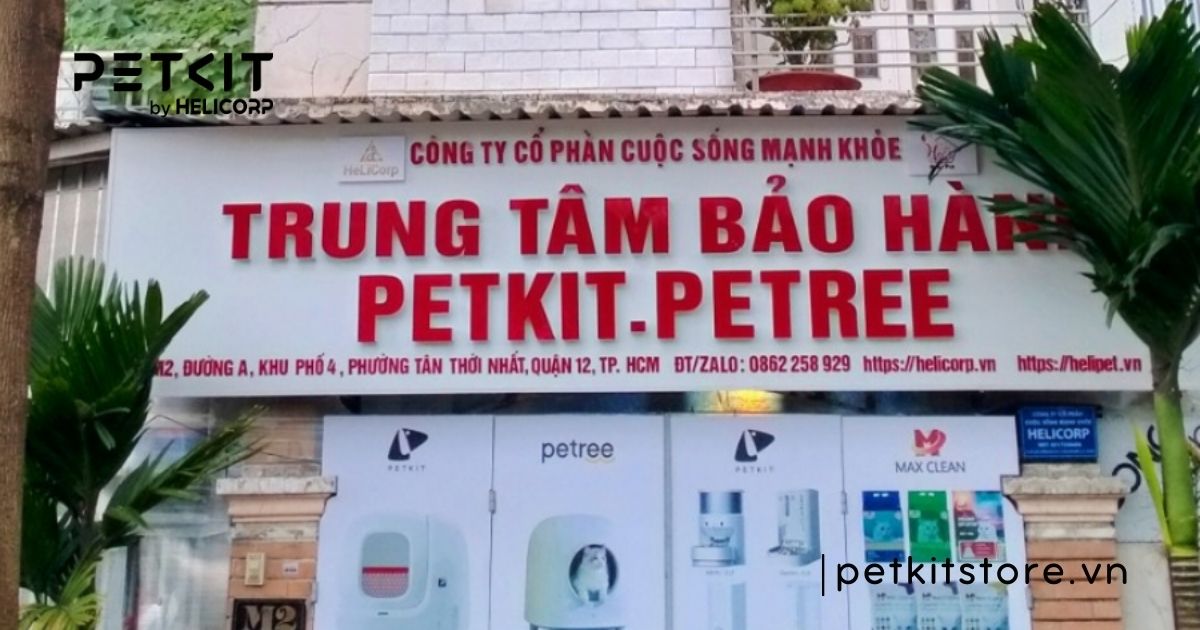 PETKIT
by HELICORP
HeLiCorp
CÔNG TY CỔ PHẦN CUỘC SỐNG MẠNH KHỎE
TRUNG TÂM BẢO HÀNH
PETKIT-PETREE
M2, ĐƯỜNG A, KHU PHỐ 4, PHƯỜNG TÂN THỚI NHẤT, QUẬN 12, TP. HCM ĐT/ZALO: 0862 258 929 https://helicorp.vn https://helipet.vn
PETKIT
petree
PETKIT
MAX CLEAN
HELICORP
M2
petkitstore.vn